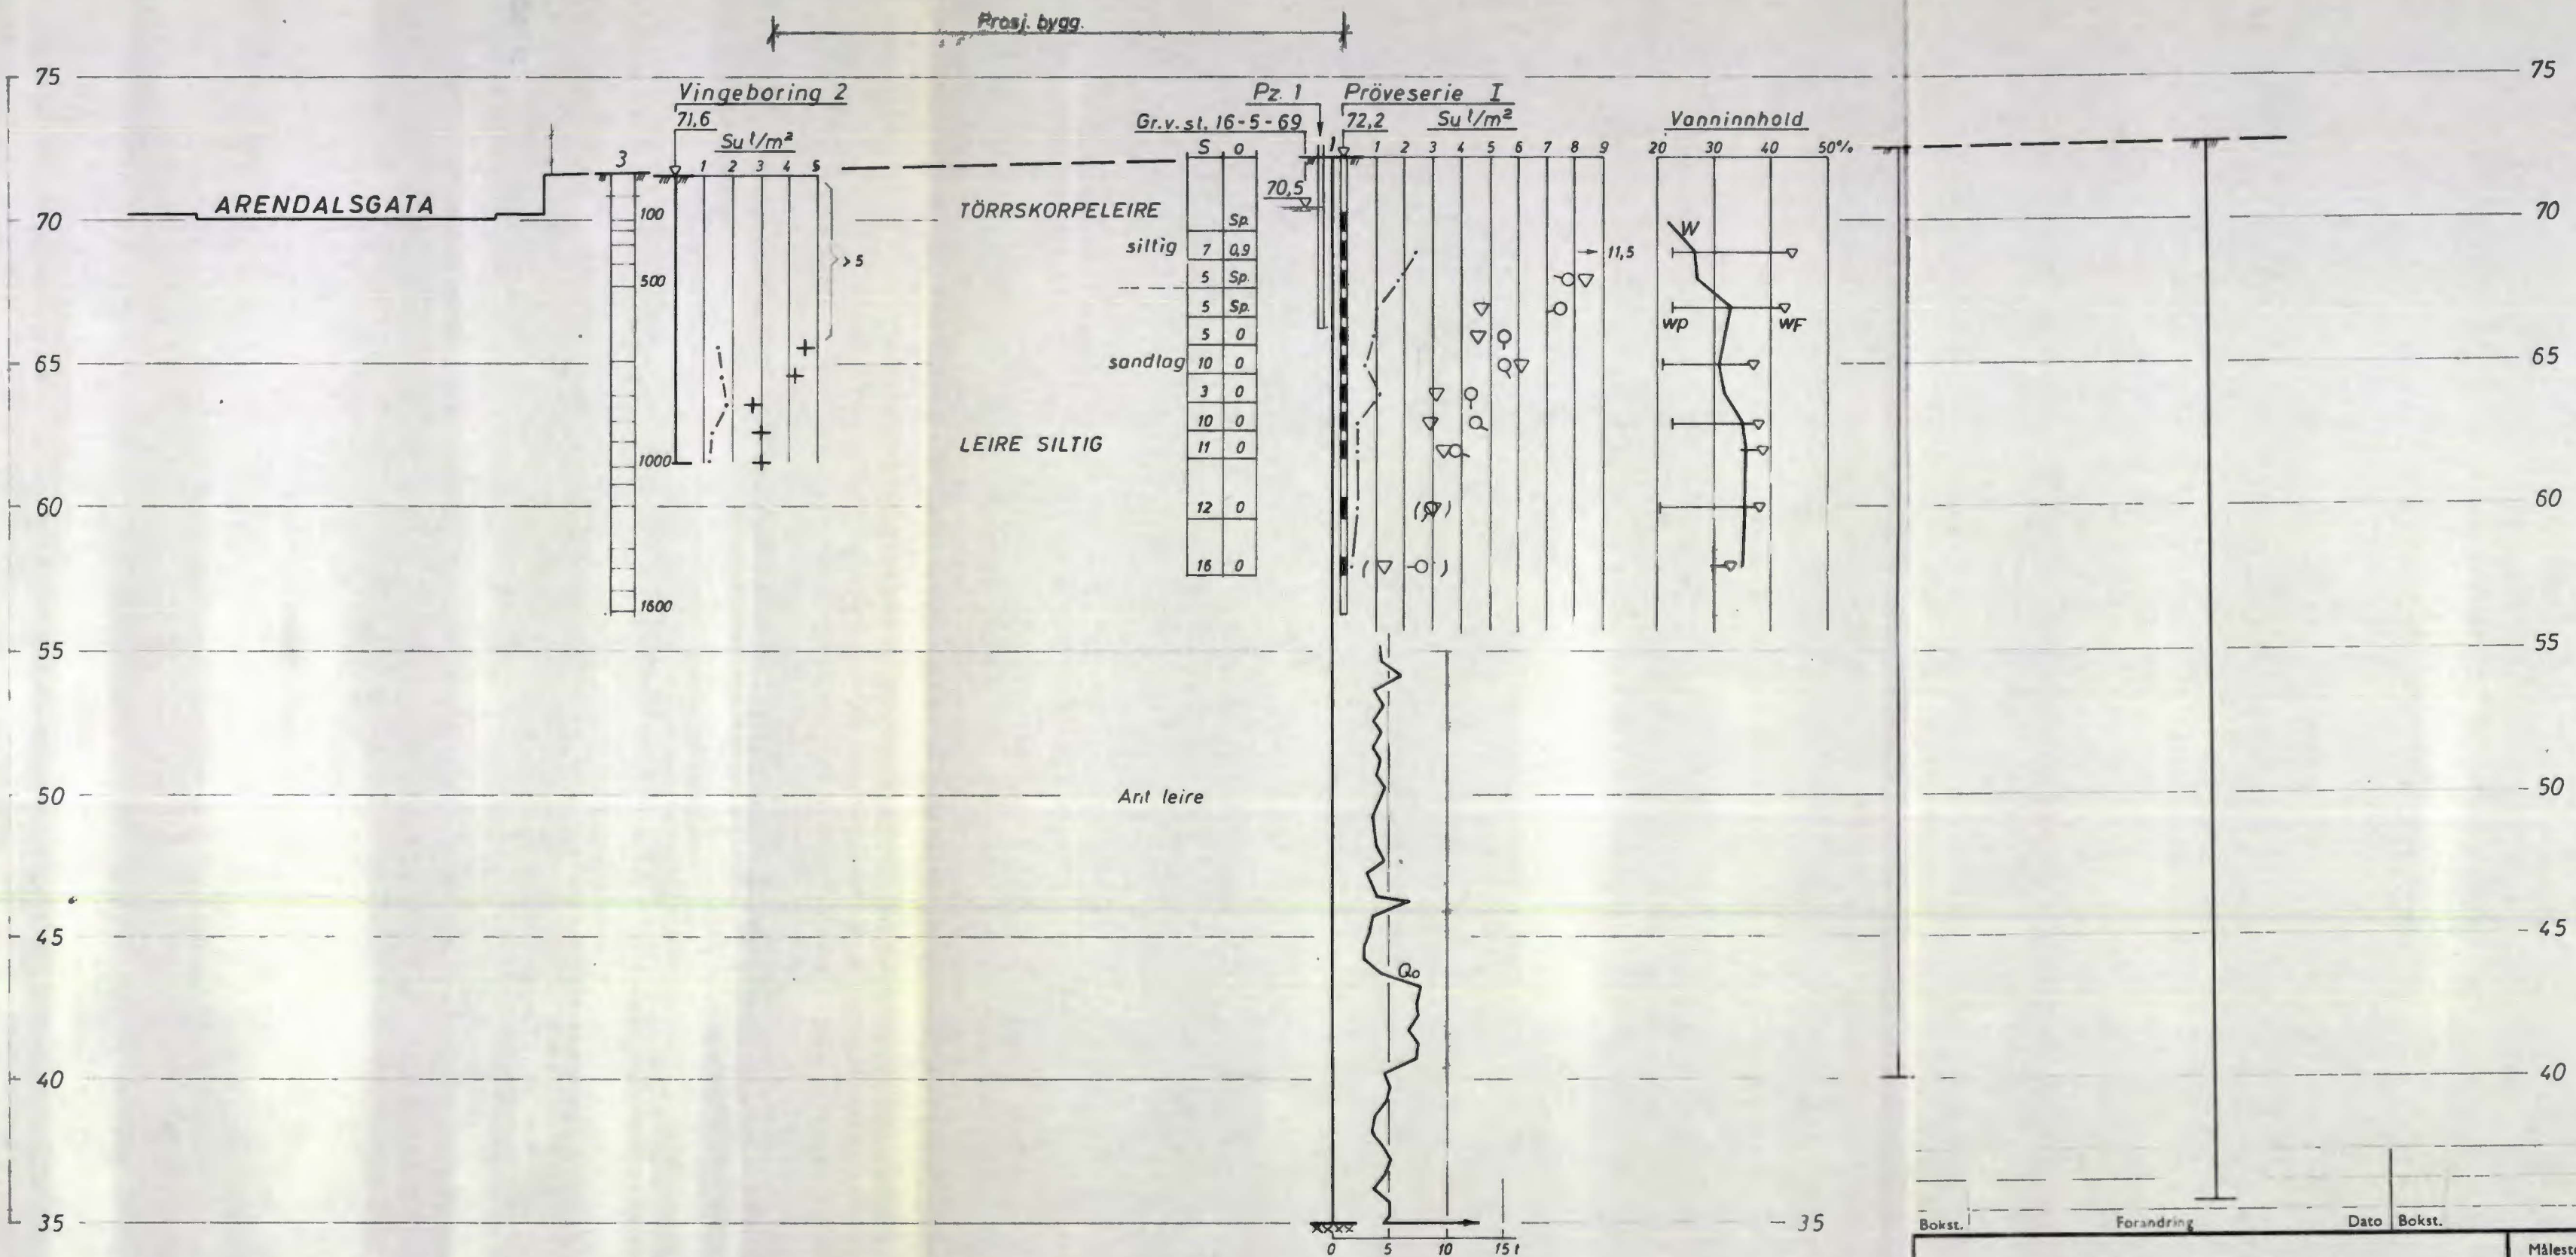 Prosj. bygg.
75 75
Vingeboring 2 Pz. 1 Pröveserie I
71,6 Su t/m² Gr.v.st. 16-5-69 72,2 Su t/m² Vanninnhold
3 1 2 3 4 5 S O 1 1 2 3 4 5 6 7 8 9 20 30 40 50%
ARENDALSGATA 100 TÖRRSKORPELEIRE 70,5
70 Sp. 70
W
siltig 7 0,9 11,5
>5
500 5 Sp.
5 Sp.
wp WF
5 0
65 sandlag 10 0 65
3 0
10 0
1000 LEIRE SILTIG 11 0
60 12 0 ( ) 60
16 0 ( )
1600
55 55
50 Ant leire 50
45 45
Qo
40 40
35 35
Bokst. Forandring Dato Bokst.
0 5 10 15 t
Målest.